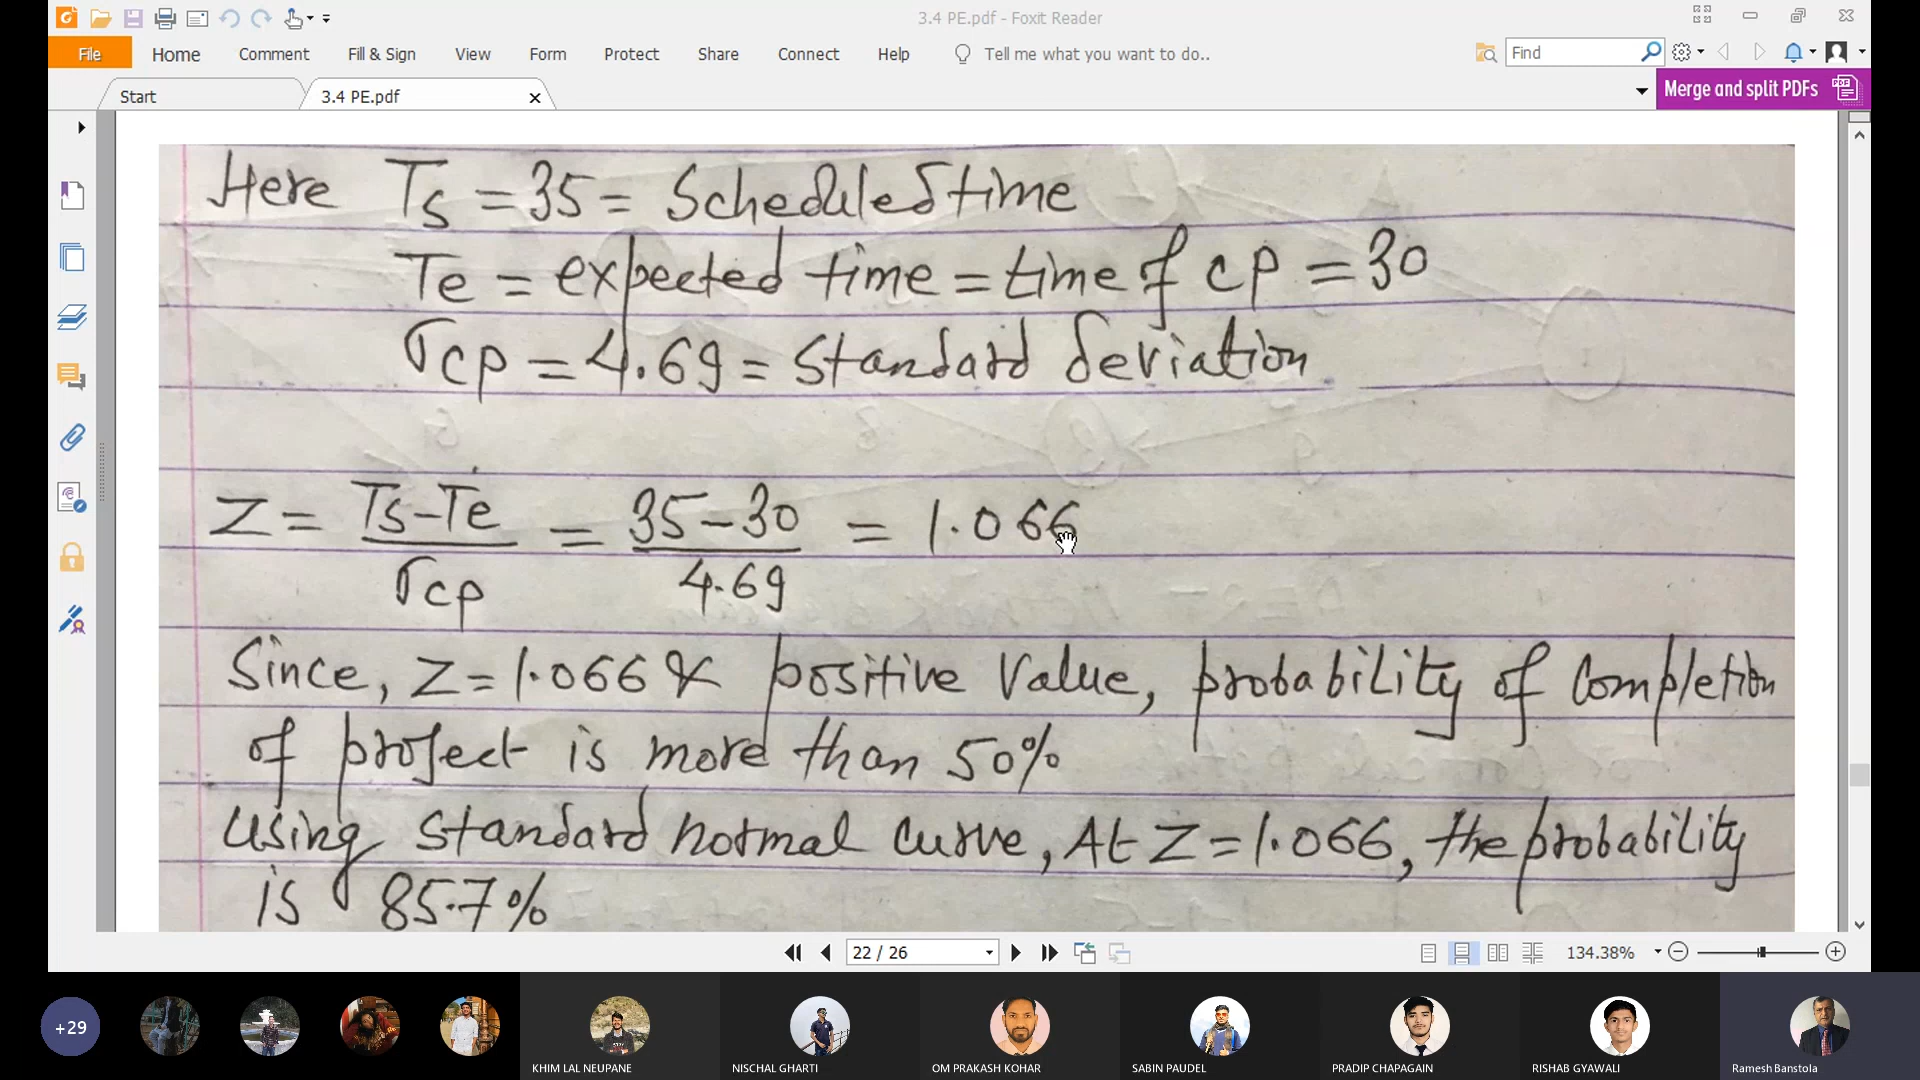 3.4 PE.pdf - Foxit Reader
File Home Comment Fill & Sign View Form Protect Share Connect Help Tell me what you want to do.. Find
Start 3.4 PE.pdf Merge and split PDFs
Here Ts = 35 = Scheduled time
Te = expected time = time of cp = 30
σcp = 4.69 = Standard deviation
Z = Ts-Te / σcp = 35-30 / 4.69 = 1.066
Since, Z = 1.066 & positive value, probability of Completion
of project is more than 50%
Using standard normal curve, At Z = 1.066, the probability
is 85.7%
22 / 26 134.38%
+29
KHIM LAL NEUPANE NISCHAL GHARTI OM PRAKASH KOHAR SABIN PAUDEL PRADIP CHAPAGAIN RISHAB GYAWALI Ramesh Banstola